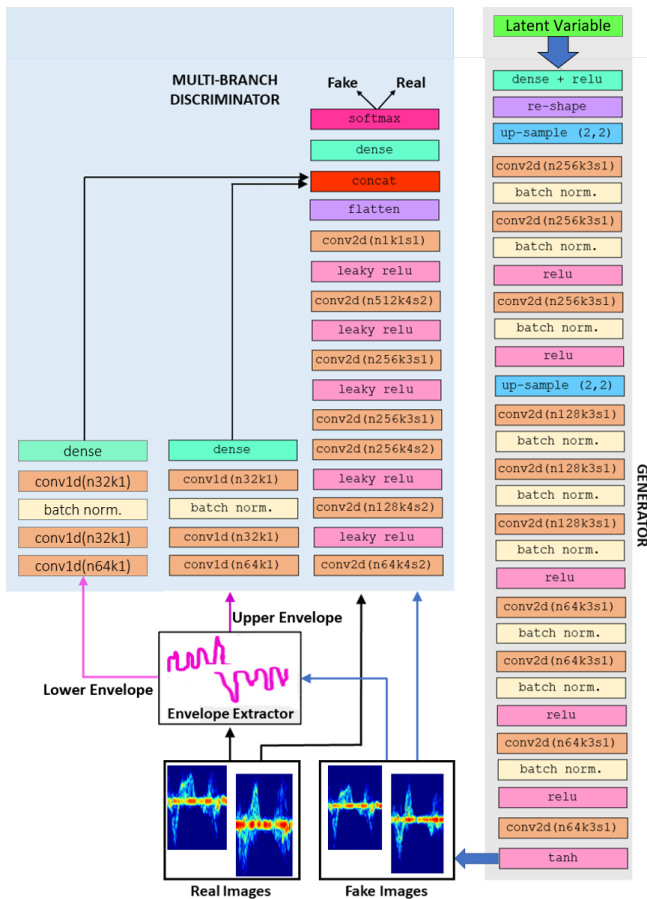 MULTI-BRANCH
DISCRIMINATOR
Fake
Real
softmax
dense
concat
flatten
conv2d(n1k1s1)
leaky relu
conv2d(n512k4s2)
leaky relu
conv2d(n256k3s1)
leaky relu
conv2d(n256k3s1)
conv2d(n256k4s2)
leaky relu
conv2d(n128k4s2)
leaky relu
conv2d(n64k4s2)
dense
conv1d(n32k1)
batch norm.
conv1d(n32k1)
conv1d(n64k1)
dense
conv1d(n32k1)
batch norm.
conv1d(n32k1)
conv1d(n64k1)
Upper Envelope
Lower Envelope
Envelope Extractor
Real Images
Fake Images
Latent Variable
dense + relu
re-shape
up-sample (2,2)
conv2d(n256k3s1)
batch norm.
conv2d(n256k3s1)
batch norm.
relu
conv2d(n256k3s1)
batch norm.
relu
up-sample (2,2)
conv2d(n128k3s1)
batch norm.
conv2d(n128k3s1)
batch norm.
conv2d(n128k3s1)
batch norm.
relu
conv2d(n64k3s1)
batch norm.
conv2d(n64k3s1)
batch norm.
relu
conv2d(n64k3s1)
batch norm.
relu
conv2d(n64k3s1)
tanh
GENERATOR